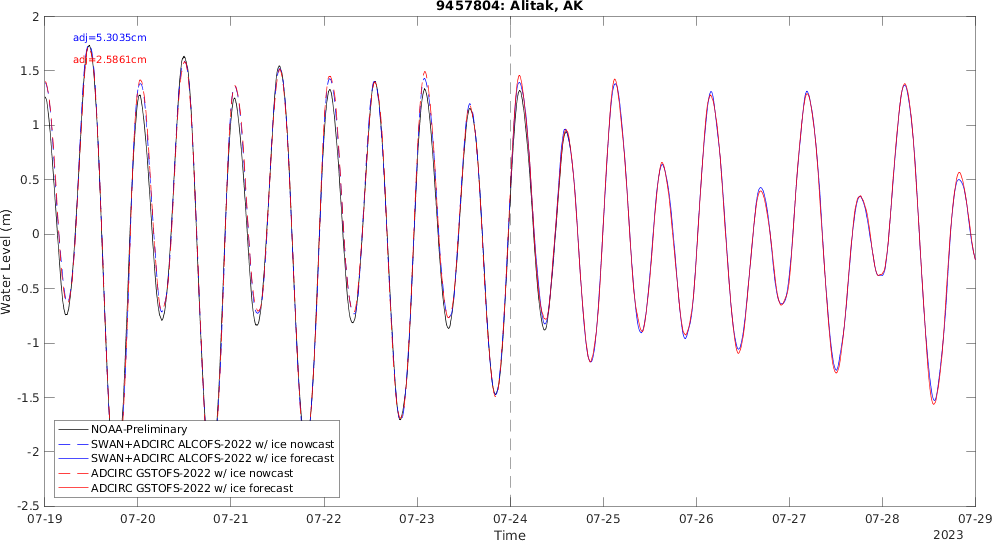 9457804: Alitak, AK
adj=5.3035cm
adj=2.5861cm
Water Level (m)
2
1.5
1
0.5
0
-0.5
-1
-1.5
-2
-2.5
NOAA-Preliminary
SWAN+ADCIRC ALCOFS-2022 w/ ice nowcast
SWAN+ADCIRC ALCOFS-2022 w/ ice forecast
ADCIRC GSTOFS-2022 w/ ice nowcast
ADCIRC GSTOFS-2022 w/ ice forecast
07-19 07-20 07-21 07-22 07-23 07-24 07-25 07-26 07-27 07-28 07-29
Time
2023